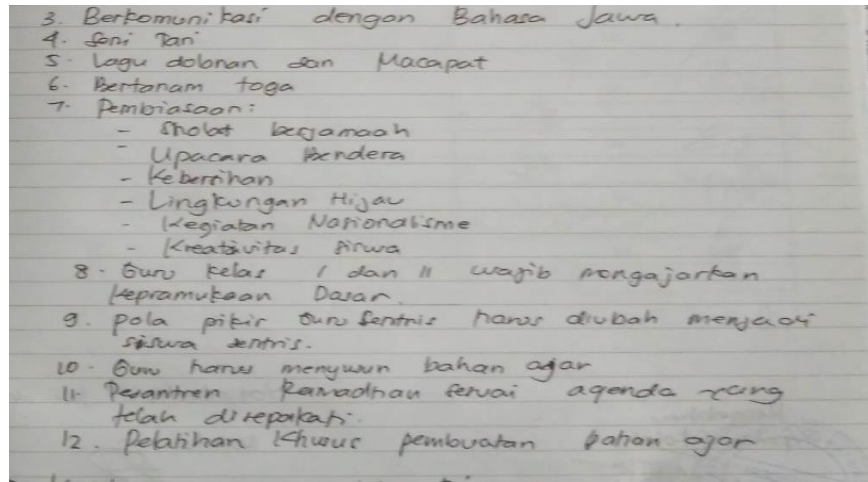 3. Berkomunikasi dengan Bahasa Jawa.
4. Seni Tari
5. Lagu dolanan dan Macapat
6. Bertanam toga
7. Pembiasaan:
- Sholat berjamaah
- Upacara Bendera
- Kebersihan
- Lingkungan Hijau
- Kegiatan Nasionalisme
- Kreativitas siswa
8. Guru kelas I dan II wajib mengajarkan
Kepramukaan Dasar.
9. Pola pikir Guru Sentris harus diubah menjadi
siswa sentris.
10. Guru harus menyusun bahan ajar
11. Pesantren Ramadhan sesuai agenda yang
telah disepakati.
12. Pelatihan Khusus pembuatan bahan ajar